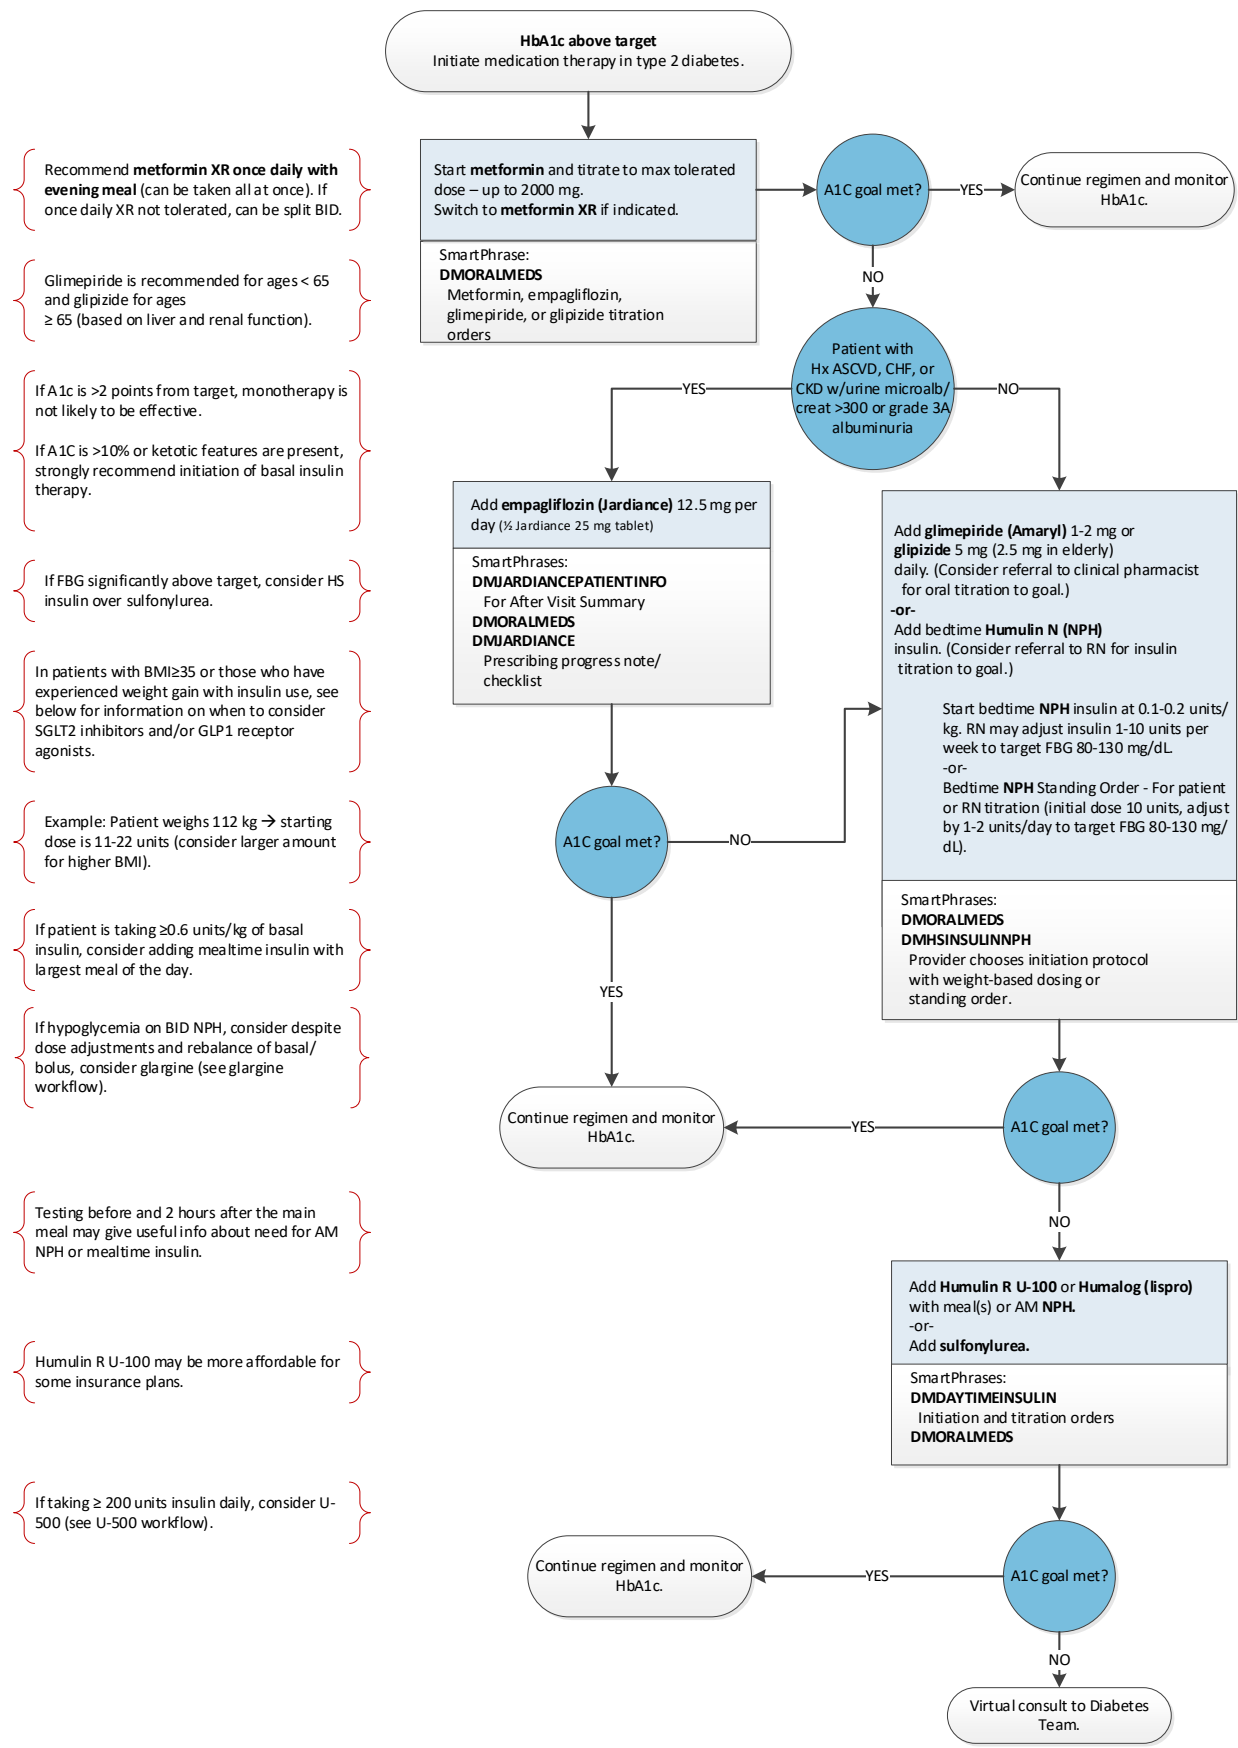 HbA1c above target
Initiate medication therapy in type 2 diabetes.
Recommend metformin XR once daily with
evening meal (can be taken all at once). If
once daily XR not tolerated, can be split BID.
Start metformin and titrate to max tolerated
dose – up to 2000 mg.
Switch to metformin XR if indicated.
A1C goal met?
YES
Continue regimen and monitor
HbA1c.
SmartPhrase:
DMORALMEDS
Metformin, empagliflozin,
glimepiride, or glipizide titration
orders
NO
Glimepiride is recommended for ages < 65
and glipizide for ages
≥ 65 (based on liver and renal function).
Patient with
Hx ASCVD, CHF, or
CKD w/urine microalb/
creat >300 or grade 3A
albuminuria
YES
NO
If A1c is >2 points from target, monotherapy is
not likely to be effective.
If A1C is >10% or ketotic features are present,
strongly recommend initiation of basal insulin
therapy.
Add empagliflozin (Jardiance) 12.5 mg per
day (½ Jardiance 25 mg tablet)
SmartPhrases:
DMJARDIANCEPATIENTINFO
For After Visit Summary
DMORALMEDS
DMJARDIANCE
Prescribing progress note/
checklist
Add glimepiride (Amaryl) 1-2 mg or
glipizide 5 mg (2.5 mg in elderly)
daily. (Consider referral to clinical pharmacist
for oral titration to goal.)
-or-
Add bedtime Humulin N (NPH)
insulin. (Consider referral to RN for insulin
titration to goal.)
Start bedtime NPH insulin at 0.1-0.2 units/
kg. RN may adjust insulin 1-10 units per
week to target FBG 80-130 mg/dL.
-or-
Bedtime NPH Standing Order - For patient
or RN titration (initial dose 10 units, adjust
by 1-2 units/day to target FBG 80-130 mg/
dL).
SmartPhrases:
DMORALMEDS
DMHSINSULINNPH
Provider chooses initiation protocol
with weight-based dosing or
standing order.
If FBG significantly above target, consider HS
insulin over sulfonylurea.
In patients with BMI≥35 or those who have
experienced weight gain with insulin use, see
below for information on when to consider
SGLT2 inhibitors and/or GLP1 receptor
agonists.
Example: Patient weighs 112 kg → starting
dose is 11-22 units (consider larger amount
for higher BMI).
A1C goal met?
NO
YES
If patient is taking ≥0.6 units/kg of basal
insulin, consider adding mealtime insulin with
largest meal of the day.
If hypoglycemia on BID NPH, consider despite
dose adjustments and rebalance of basal/
bolus, consider glargine (see glargine
workflow).
Continue regimen and monitor
HbA1c.
YES
A1C goal met?
NO
Testing before and 2 hours after the main
meal may give useful info about need for AM
NPH or mealtime insulin.
Add Humulin R U-100 or Humalog (lispro)
with meal(s) or AM NPH.
-or-
Add sulfonylurea.
SmartPhrases:
DMDAYTIMEINSULIN
Initiation and titration orders
DMORALMEDS
Humulin R U-100 may be more affordable for
some insurance plans.
If taking ≥ 200 units insulin daily, consider U-
500 (see U-500 workflow).
Continue regimen and monitor
HbA1c.
YES
A1C goal met?
NO
Virtual consult to Diabetes
Team.